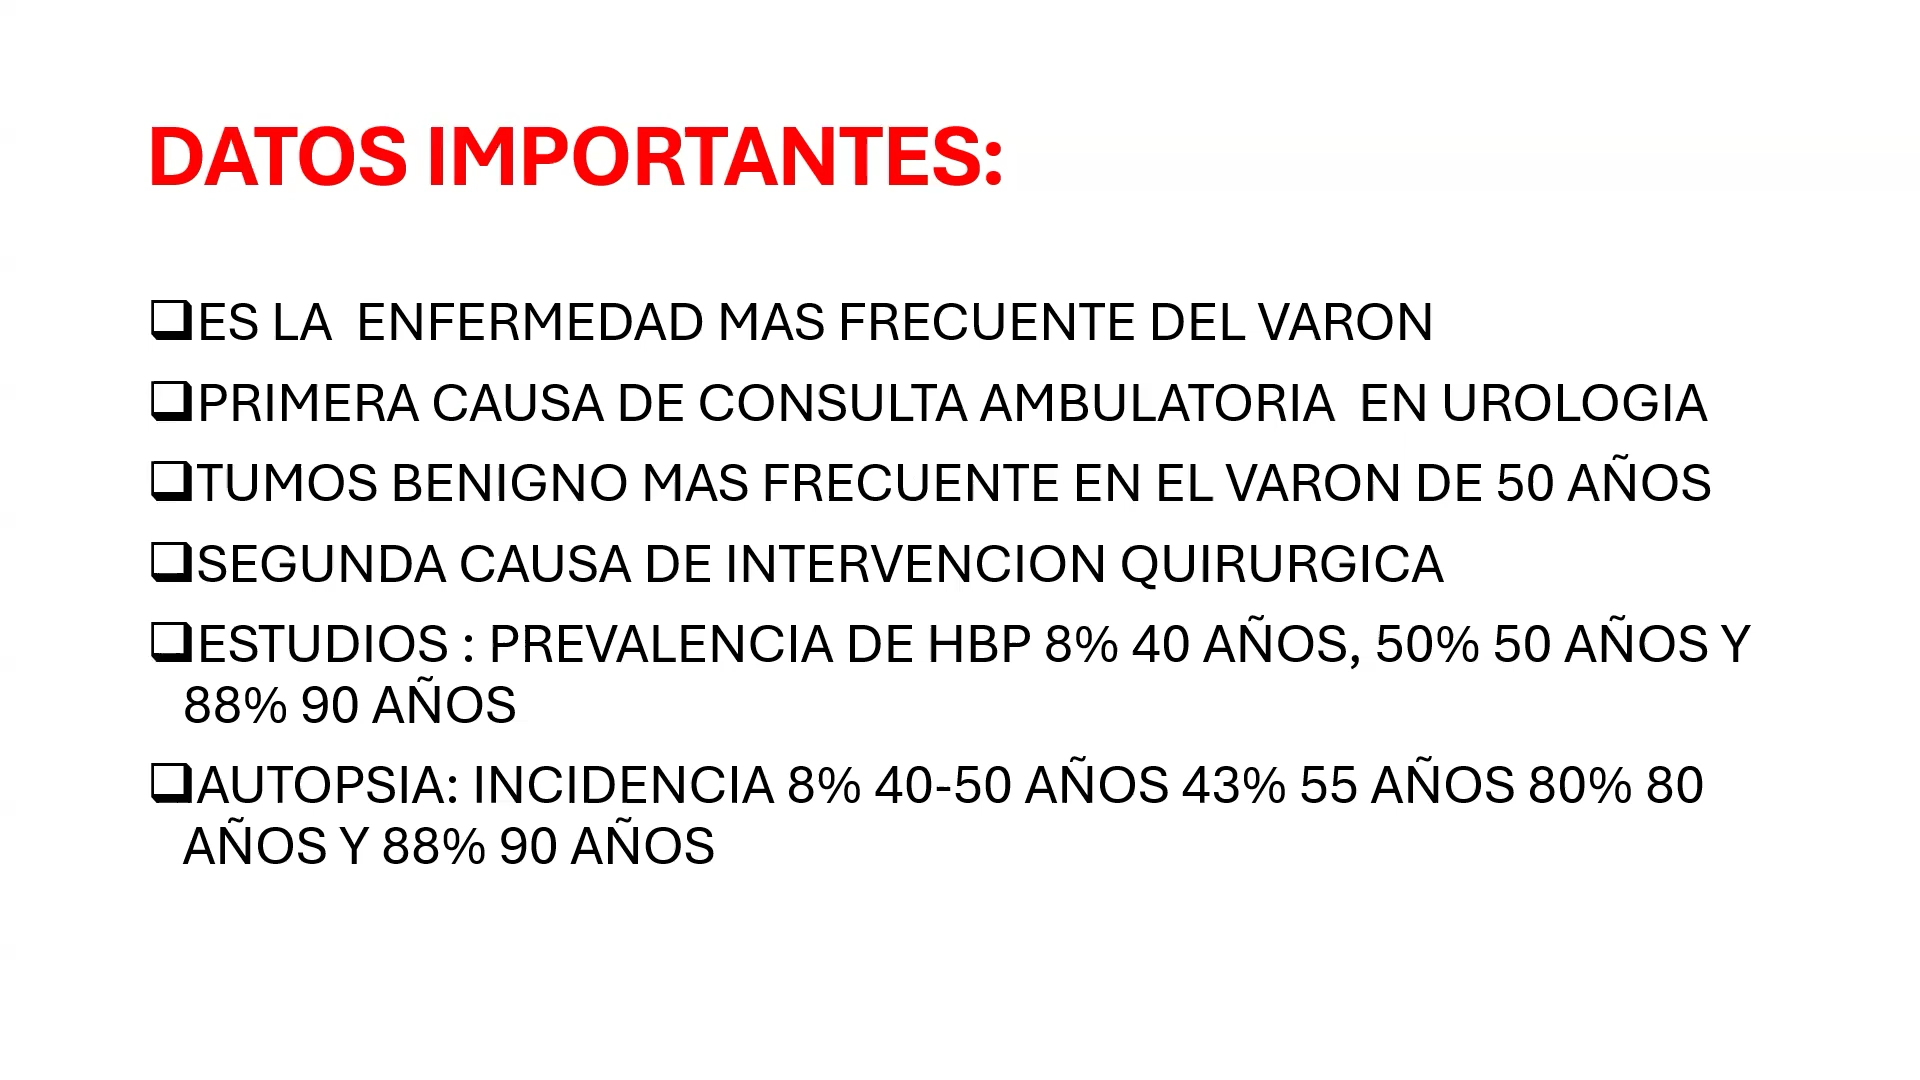 DATOS IMPORTANTES:
❑ES LA  ENFERMEDAD MAS FRECUENTE DEL VARON
❑PRIMERA CAUSA DE CONSULTA AMBULATORIA  EN UROLOGIA
❑TUMOS BENIGNO MAS FRECUENTE EN EL VARON DE 50 AÑOS
❑SEGUNDA CAUSA DE INTERVENCION QUIRURGICA
❑ESTUDIOS : PREVALENCIA DE HBP 8% 40 AÑOS, 50% 50 AÑOS Y
88% 90 AÑOS
❑AUTOPSIA: INCIDENCIA 8% 40-50 AÑOS 43% 55 AÑOS 80% 80
AÑOS Y 88% 90 AÑOS